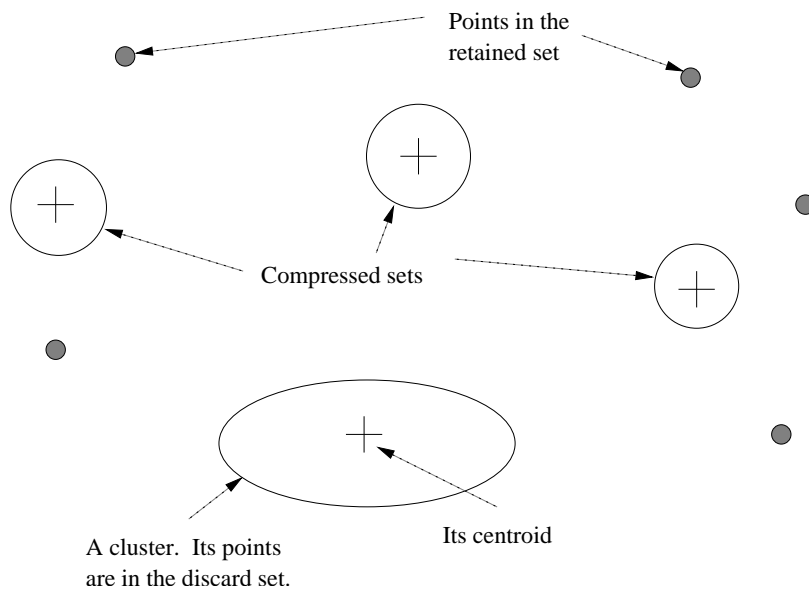 Points in the
retained set
Compressed sets
Its centroid
A cluster.  Its points
are in the discard set.